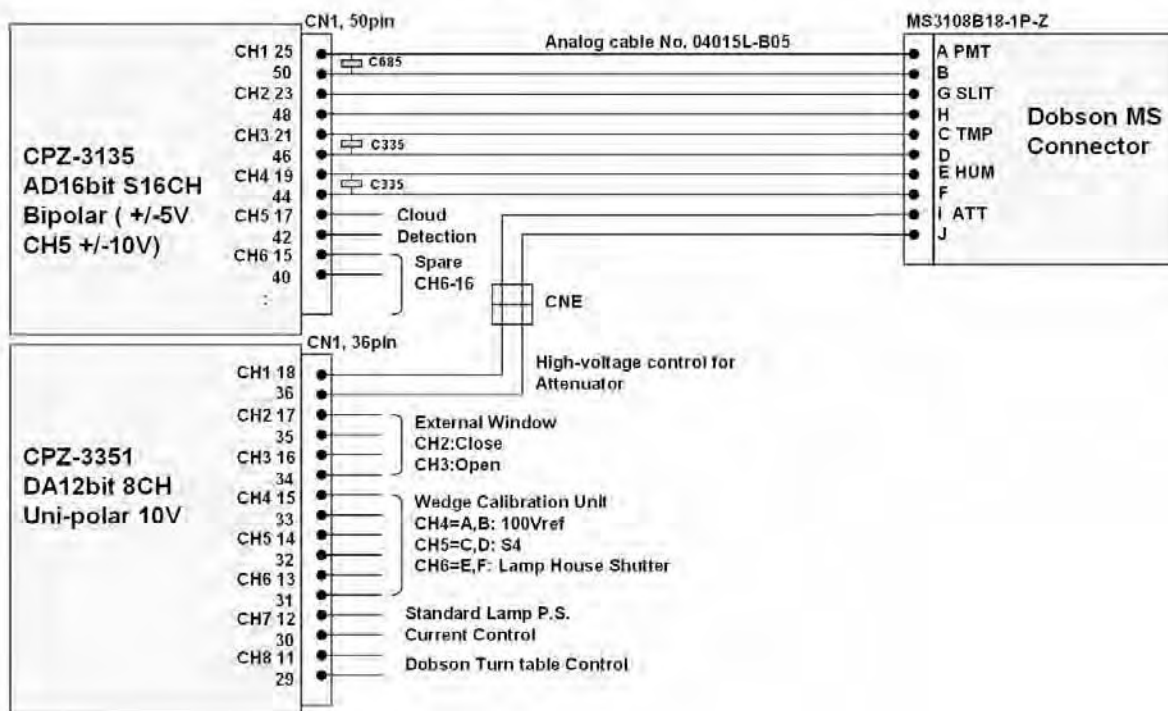 CN1, 50pin
MS3108B18-1P-Z
Analog cable No. 04015L-B05
CPZ-3135
AD16bit S16CH
Bipolar ( +/-5V
CH5 +/-10V)
CH1 25
50
CH2 23
48
CH3 21
46
CH4 19
44
CH5 17
42
CH6 15
40
:
C685
C335
C335
Cloud
Detection
Spare
CH6-16
A PMT
B
G SLIT
H
C TMP
D
E HUM
F
I ATT
J
Dobson MS
Connector
CNE
High-voltage control for
Attenuator
CN1, 36pin
CPZ-3351
DA12bit 8CH
Uni-polar 10V
CH1 18
36
CH2 17
35
CH3 16
34
CH4 15
33
CH5 14
32
CH6 13
31
CH7 12
30
CH8 11
29
External Window
CH2:Close
CH3:Open
Wedge Calibration Unit
CH4=A,B: 100Vref
CH5=C,D: S4
CH6=E,F: Lamp House Shutter
Standard Lamp P.S.
Current Control
Dobson Turn table Control